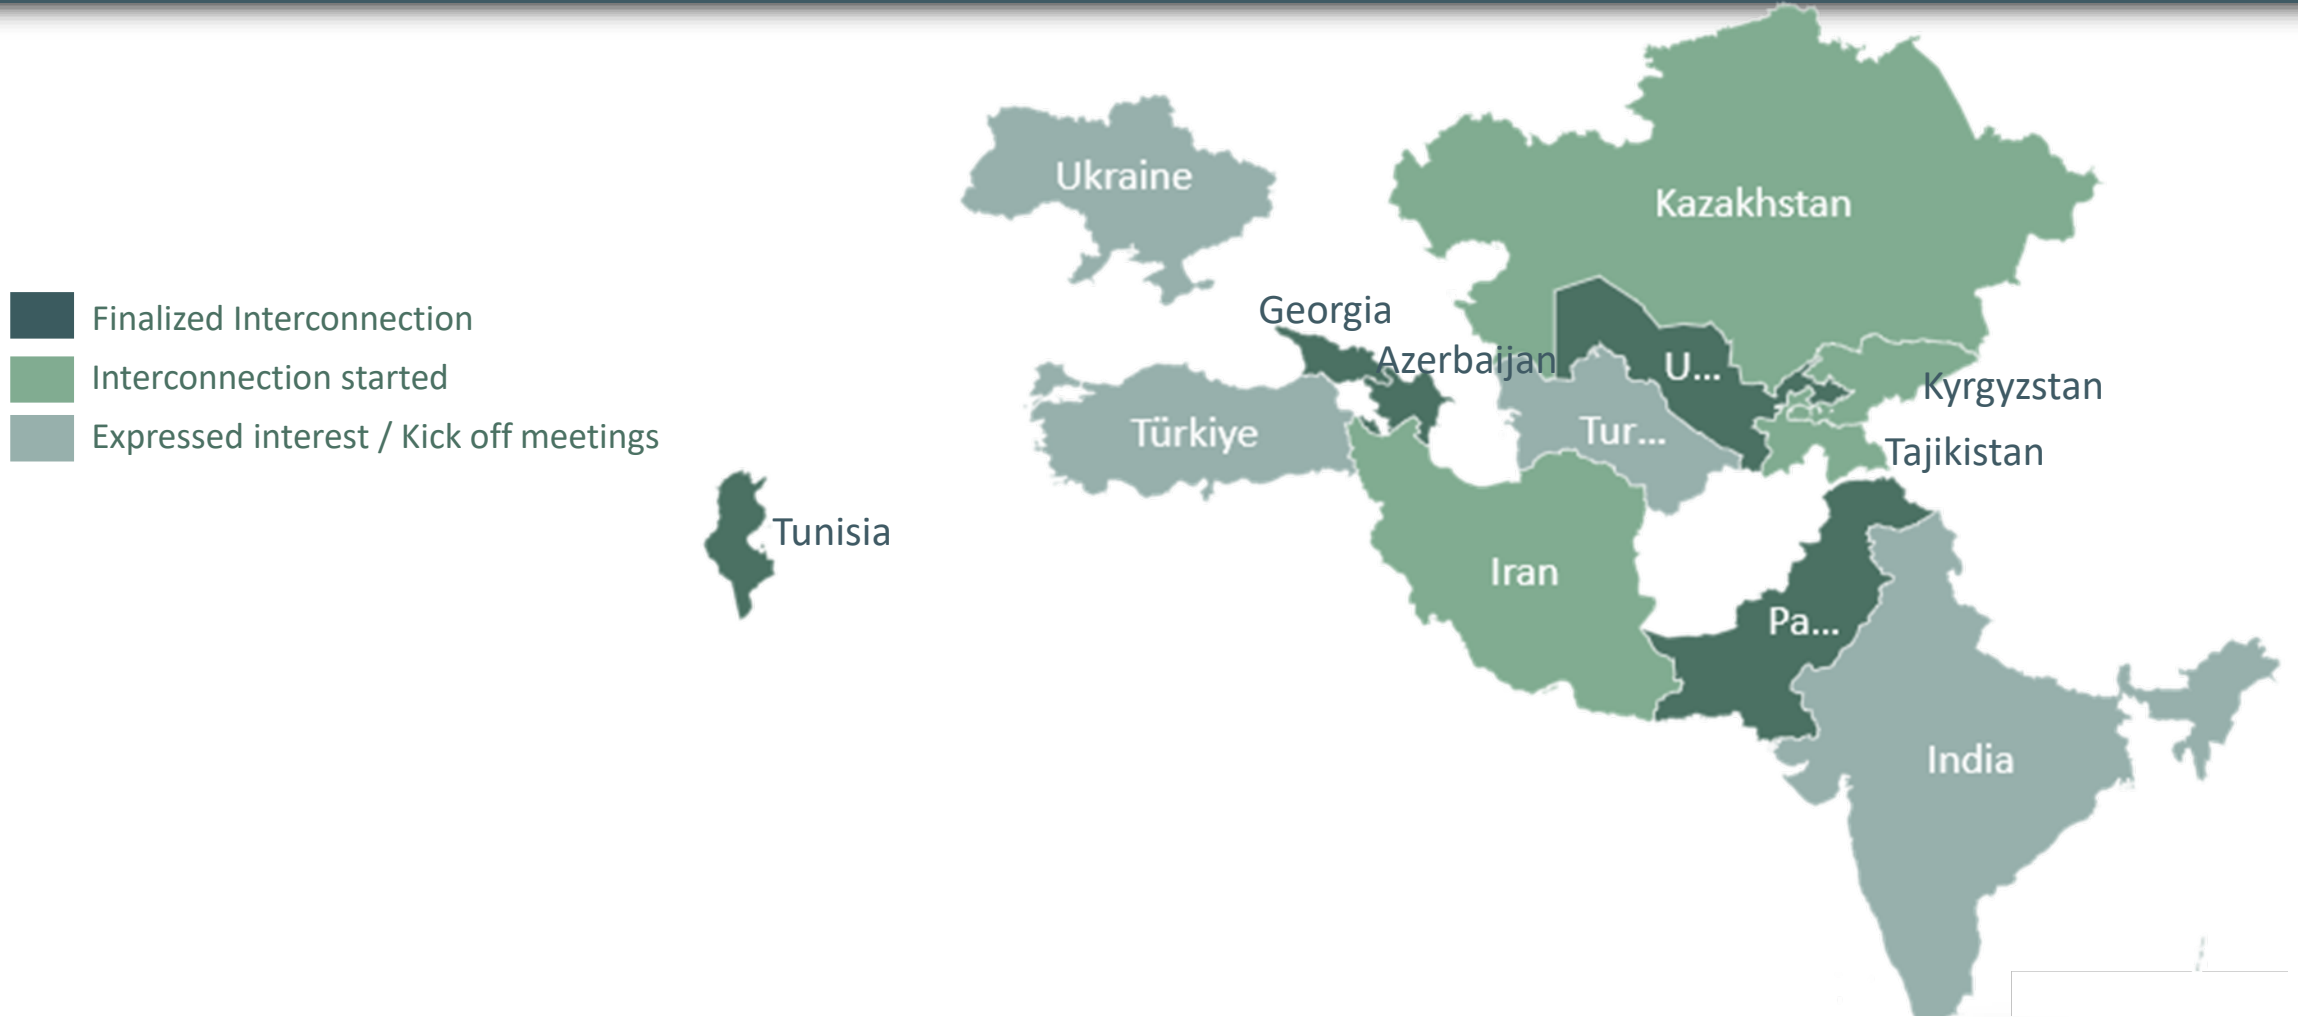 Ukraine
Kazakhstan
Georgia
Finalized Interconnection
Azerbaijan
U...
Interconnection started
Kyrgyzstan
Expressed interest / Kick off meetings
Türkiye
Tur...
Tajikistan
Tunisia
Iran
Pa...
India